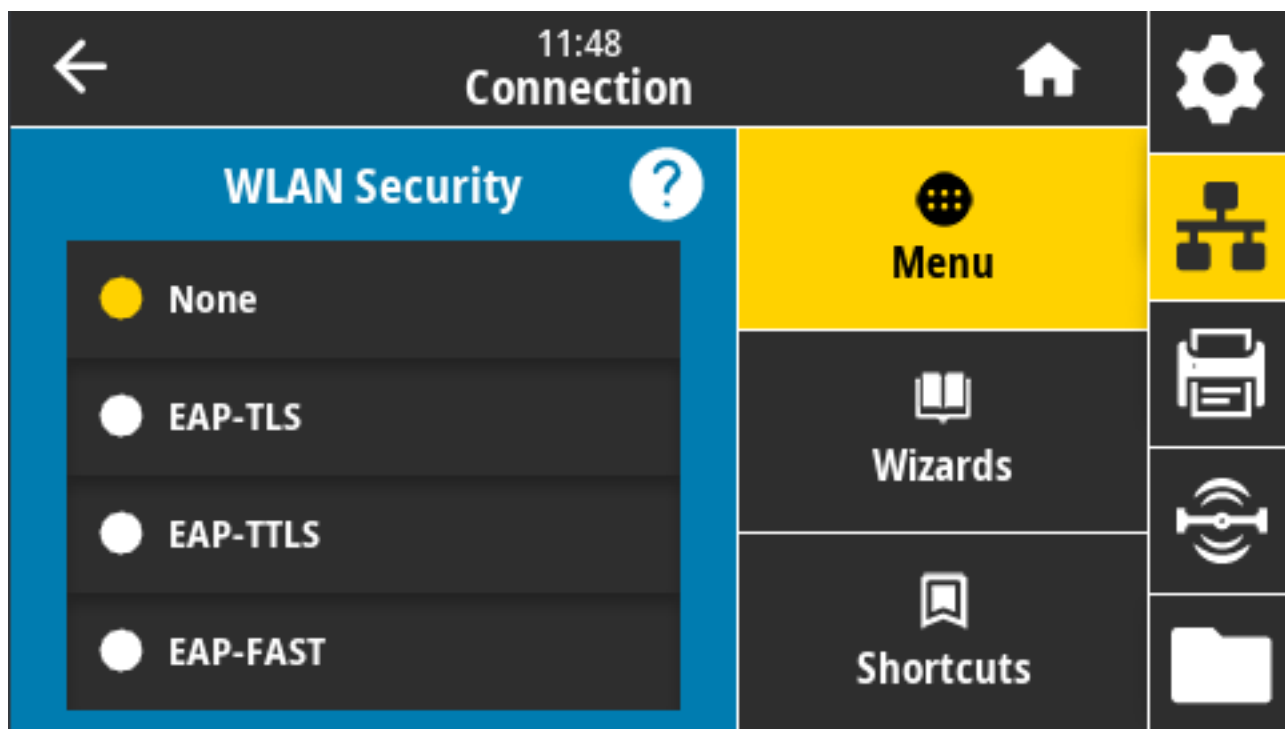 11:48
Connection
WLAN Security
?
None
EAP-TLS
EAP-TTLS
EAP-FAST
Menu
Wizards
Shortcuts